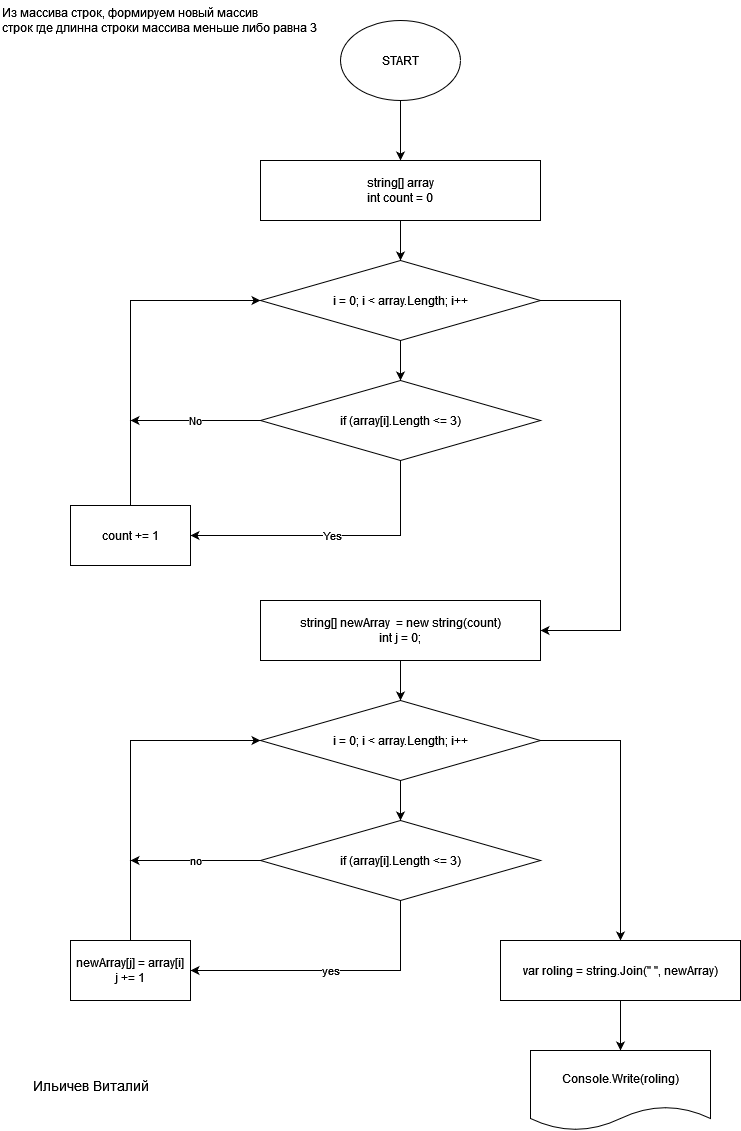 Из массива строк, формируем новый массив
строк где длинна строки массива меньше либо равна 3
START
string[] array
int count = 0
i = 0; i < array.Length; i++
if (array[i].Length <= 3)
No
Yes
count += 1
string[] newArray = new string(count)
int j = 0;
i = 0; i < array.Length; i++
if (array[i].Length <= 3)
no
yes
newArray[j] = array[i]
j += 1
var roling = string.Join(" ", newArray)
Console.Write(roling)
Ильичев Виталий